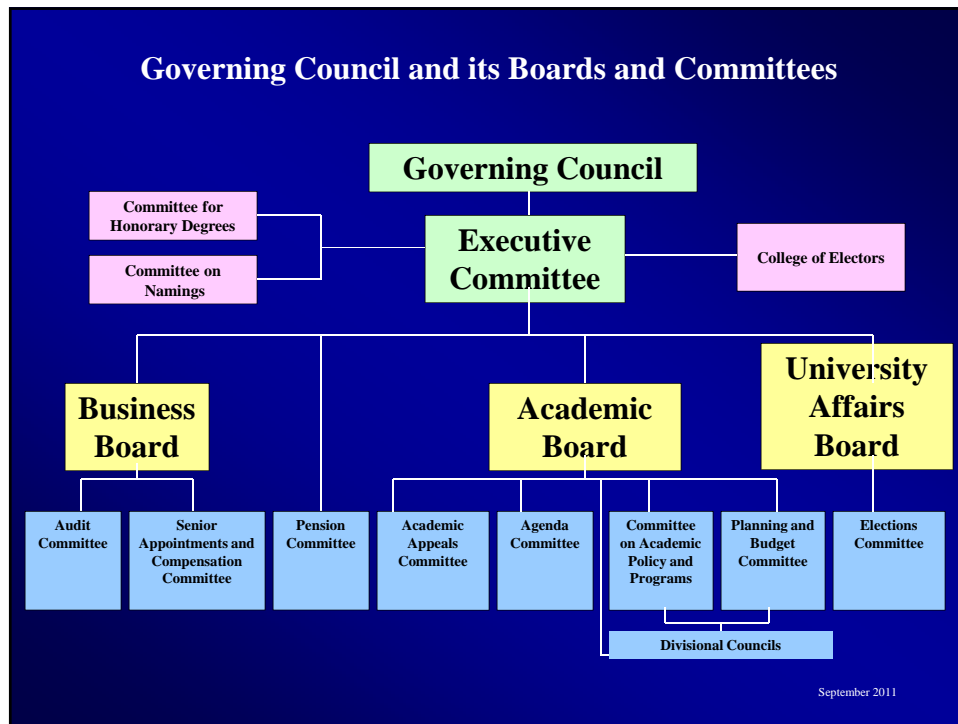 Governing Council and its Boards and Committees
Governing Council
Committee for
Honorary Degrees
Executive
Committee
College of Electors
Committee on
Namings
Business
Board
Academic
Board
University
Affairs
Board
Audit
Committee
Senior
Appointments and
Compensation
Committee
Pension
Committee
Academic
Appeals
Committee
Agenda
Committee
Committee
on Academic
Policy and
Programs
Planning and
Budget
Committee
Elections
Committee
Divisional Councils
September 2011